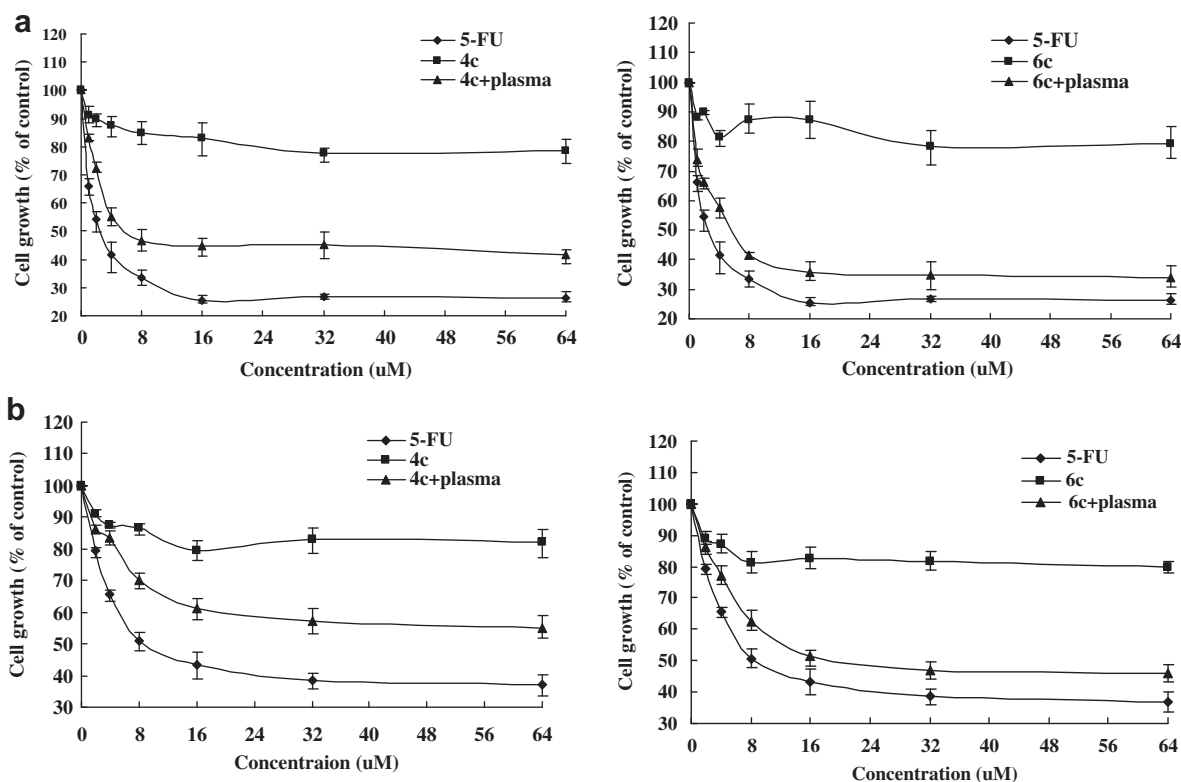 a
120
110
100
90
80
70
60
50
40
30
20
Cell growth (% of control)
0 8 16 24 32 40 48 56 64
Concentration (uM)
5-FU
4c
4c+plasma
120
110
100
90
80
70
60
50
40
30
20
Cell growth (% of control)
0 8 16 24 32 40 48 56 64
Concentration (uM)
5-FU
6c
6c+plasma
b
120
110
100
90
80
70
60
50
40
30
Cell growth (% of control)
0 8 16 24 32 40 48 56 64
Concentraion (uM)
5-FU
4c
4c+plasma
120
110
100
90
80
70
60
50
40
30
Cell growth (% of control)
0 8 16 24 32 40 48 56 64
Concentration (uM)
5-FU
6c
6c+plasma